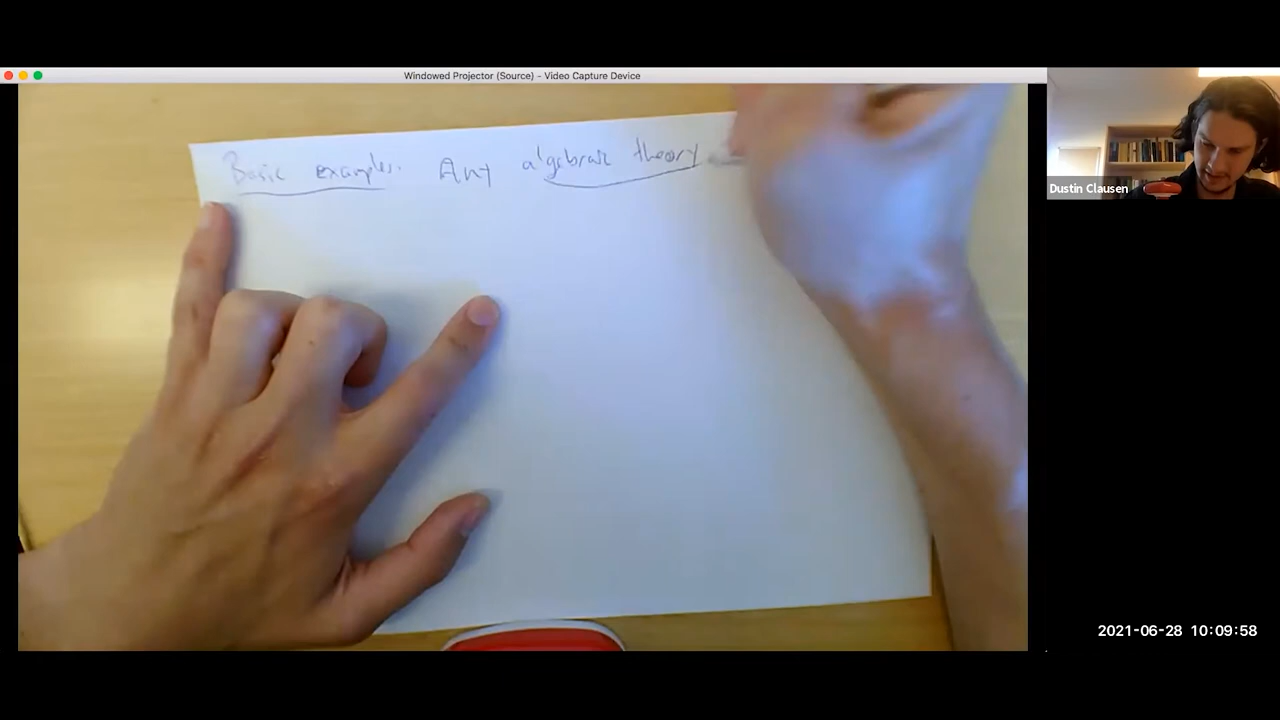 Windowed Projector (Source) - Video Capture Device
Basic examples. Any algebraic theory
Dustin Clausen
2021-06-28 10:09:58